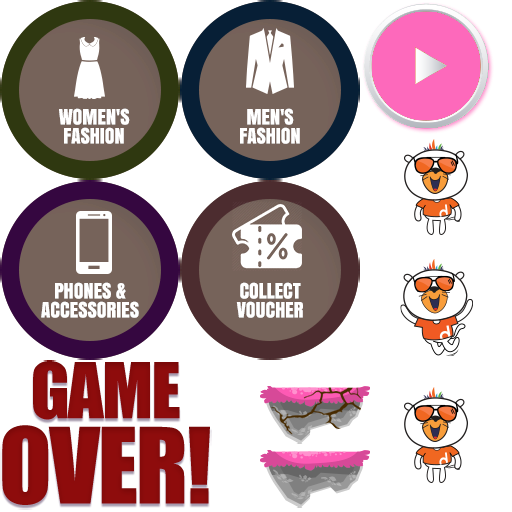 WOMEN'S
FASHION
MEN'S
FASHION
PHONES &
ACCESSORIES
%
COLLECT
VOUCHER
GAME
OVER!
d
d
d